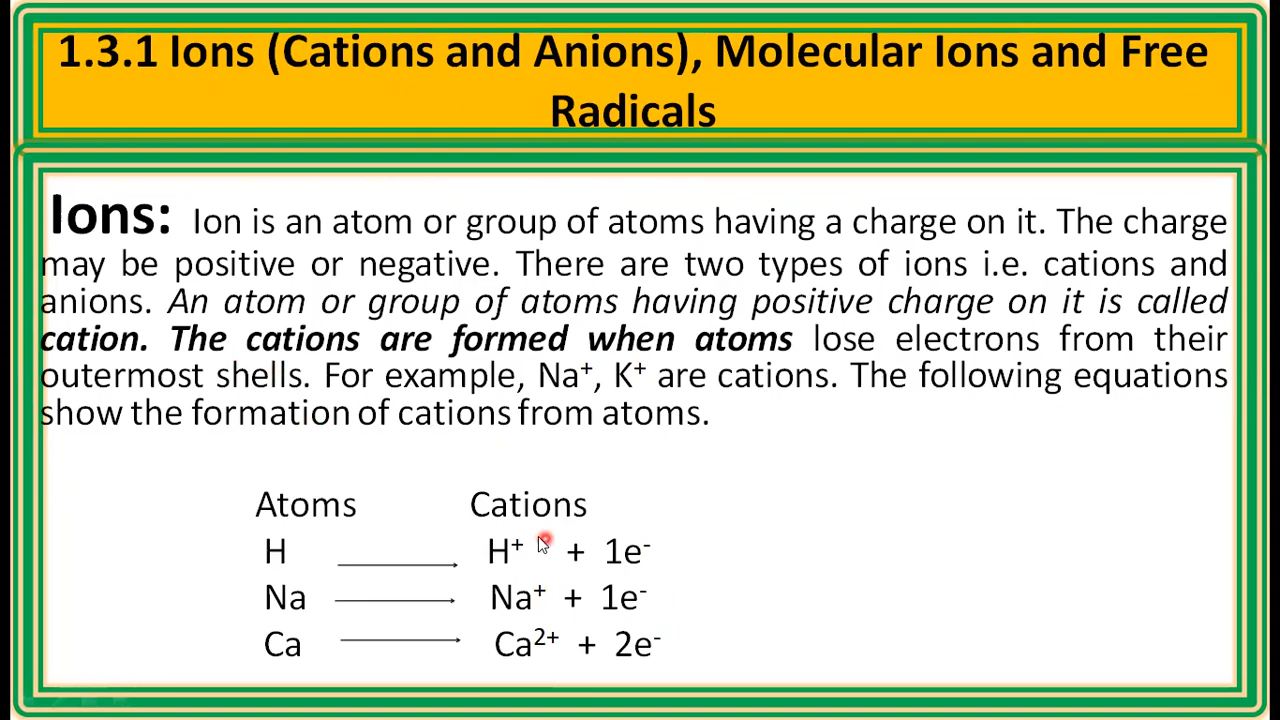 1.3.1 Ions (Cations and Anions), Molecular Ions and Free
Radicals
Ions: Ion is an atom or group of atoms having a charge on it. The charge
may be positive or negative. There are two types of ions i.e. cations and
anions. An atom or group of atoms having positive charge on it is called
cation. The cations are formed when atoms lose electrons from their
outermost shells. For example, Na⁺, K⁺ are cations. The following equations
show the formation of cations from atoms.
Atoms Cations
H ⟶ H⁺ + 1e⁻
Na ⟶ Na⁺ + 1e⁻
Ca ⟶ Ca²⁺ + 2e⁻